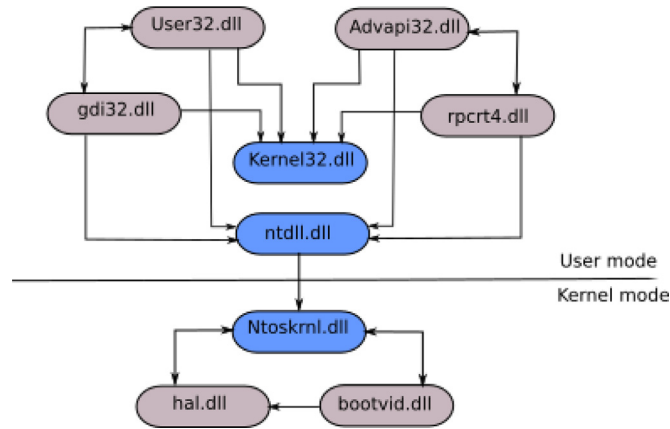 User32.dll
Advapi32.dll
gdi32.dll
rpcrt4.dll
Kernel32.dll
ntdll.dll
User mode
Kernel mode
Ntoskrnl.dll
hal.dll
bootvid.dll